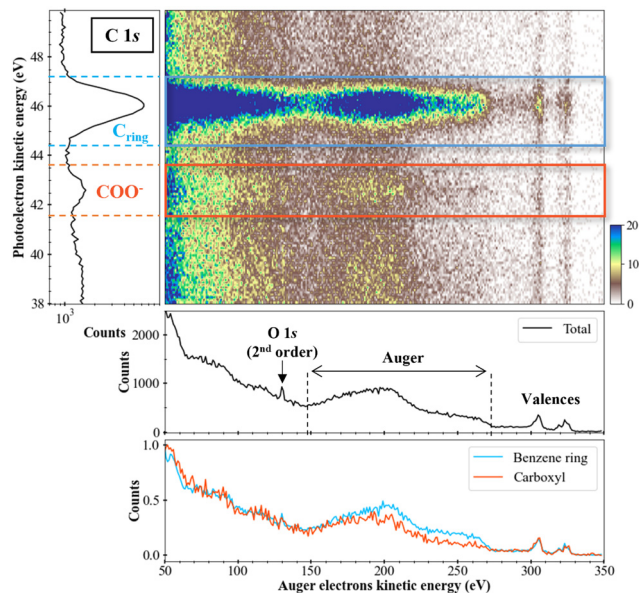 C 1s
Photoelectron kinetic energy (eV)
48
46
44
42
40
38
C_ring
COO⁻
10³
Counts
20
10
0
Counts
2000
1000
0
O 1s
(2nd order)
Auger
Valences
Total
Counts
1.0
0.5
0.0
Benzene ring
Carboxyl
50 100 150 200 250 300 350
Auger electrons kinetic energy (eV)